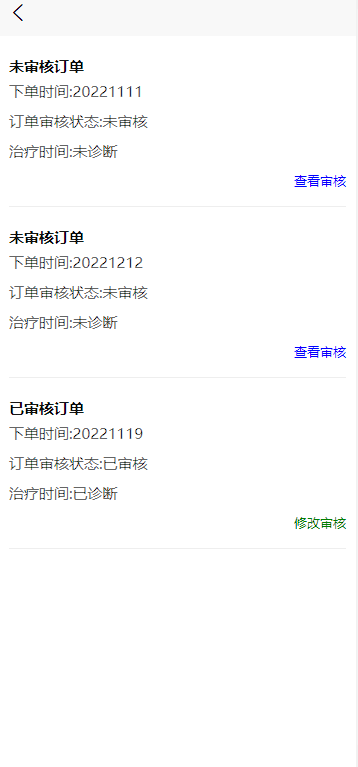 未审核订单
下单时间:20221111
订单审核状态:未审核
治疗时间:未诊断
查看审核
未审核订单
下单时间:20221212
订单审核状态:未审核
治疗时间:未诊断
查看审核
已审核订单
下单时间:20221119
订单审核状态:已审核
治疗时间:已诊断
修改审核